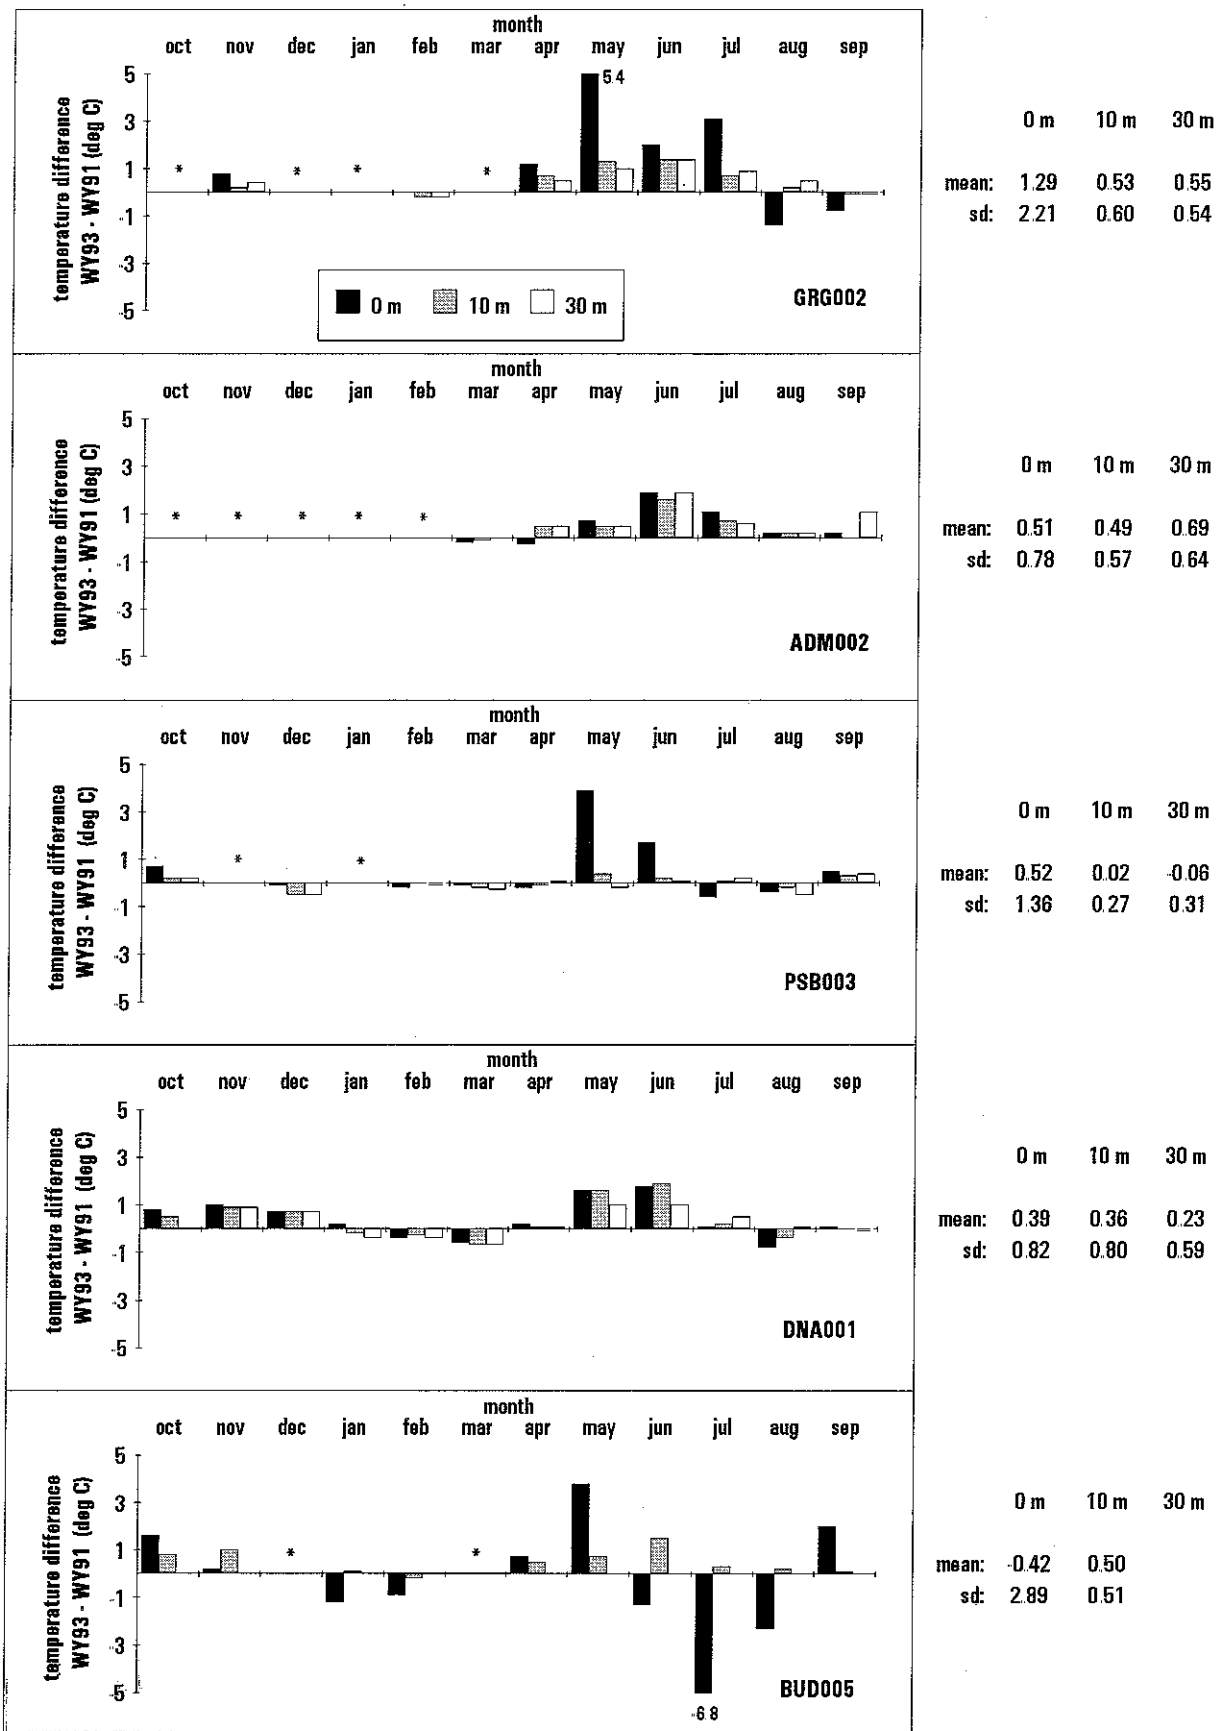 month
oct nov dec jan feb mar apr may jun jul aug sep
temperature difference
WY93 - WY91 (deg C)
5
3
1
-1
-3
-5
* * * *
5.4
0 m 10 m 30 m
GRG002
0 m 10 m 30 m
mean: 1.29 0.53 0.55
sd: 2.21 0.60 0.54
month
oct nov dec jan feb mar apr may jun jul aug sep
temperature difference
WY93 - WY91 (deg C)
5
3
1
-1
-3
-5
* * * * *
ADM002
0 m 10 m 30 m
mean: 0.51 0.49 0.69
sd: 0.78 0.57 0.64
month
oct nov dec jan feb mar apr may jun jul aug sep
temperature difference
WY93 - WY91 (deg C)
5
3
1
-1
-3
-5
* *
PSB003
0 m 10 m 30 m
mean: 0.52 0.02 -0.06
sd: 1.36 0.27 0.31
month
oct nov dec jan feb mar apr may jun jul aug sep
temperature difference
WY93 - WY91 (deg C)
5
3
1
-1
-3
-5
DNA001
0 m 10 m 30 m
mean: 0.39 0.36 0.23
sd: 0.82 0.80 0.59
month
oct nov dec jan feb mar apr may jun jul aug sep
temperature difference
WY93 - WY91 (deg C)
5
3
1
-1
-3
-5
* *
-6.8
BUD005
0 m 10 m 30 m
mean: -0.42 0.50
sd: 2.89 0.51